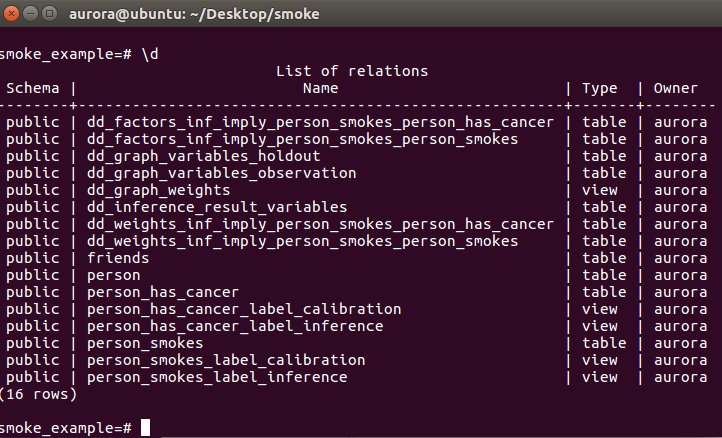 aurora@ubuntu: ~/Desktop/smoke
smoke_example=# \d
List of relations
Schema | Name | Type | Owner
--------+------------------------------------------------------+-------+--------
public | dd_factors_inf_imply_person_smokes_person_has_cancer | table | aurora
public | dd_factors_inf_imply_person_smokes_person_smokes | table | aurora
public | dd_graph_variables_holdout | table | aurora
public | dd_graph_variables_observation | table | aurora
public | dd_graph_weights | view | aurora
public | dd_inference_result_variables | table | aurora
public | dd_weights_inf_imply_person_smokes_person_has_cancer | table | aurora
public | dd_weights_inf_imply_person_smokes_person_smokes | table | aurora
public | friends | table | aurora
public | person | table | aurora
public | person_has_cancer | table | aurora
public | person_has_cancer_label_calibration | view | aurora
public | person_has_cancer_label_inference | view | aurora
public | person_smokes | table | aurora
public | person_smokes_label_calibration | view | aurora
public | person_smokes_label_inference | view | aurora
(16 rows)
smoke_example=#